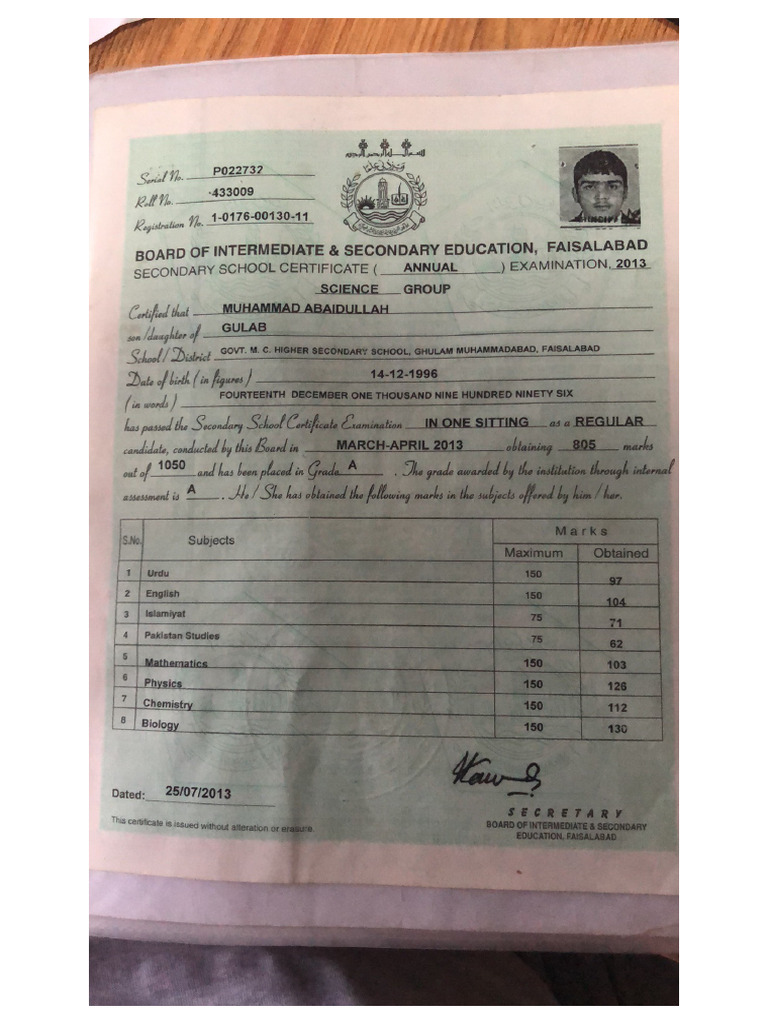 Serial No. P022732
Roll No. 433009
Registration No. 1-0176-00130-11
BOARD OF INTERMEDIATE & SECONDARY EDUCATION, FAISALABAD
SECONDARY SCHOOL CERTIFICATE ( ANNUAL ) EXAMINATION, 2013
SCIENCE GROUP
Certified that MUHAMMAD ABAIDULLAH
son/daughter of GULAB
School/District GOVT. M. C. HIGHER SECONDARY SCHOOL, GHULAM MUHAMMADABAD, FAISALABAD
Date of birth (in figures) 14-12-1996
(in words) FOURTEENTH DECEMBER ONE THOUSAND NINE HUNDRED NINETY SIX
has passed the Secondary School Certificate Examination IN ONE SITTING as a REGULAR
candidate, conducted by this Board in MARCH-APRIL 2013 obtaining 805 marks
out of 1050 and has been placed in Grade A . The grade awarded by the institution through internal
assessment is A . He/She has obtained the following marks in the subjects offered by him/her.
S.No. Subjects Marks
Maximum Obtained
1 Urdu 150 97
2 English 150 104
3 Islamiyat 75 71
4 Pakistan Studies 75 62
5 Mathematics 150 103
6 Physics 150 126
7 Chemistry 150 112
8 Biology 150 130
Dated: 25/07/2013
SECRETARY
BOARD OF INTERMEDIATE & SECONDARY
EDUCATION, FAISALABAD
This certificate is issued without alteration or erasure.